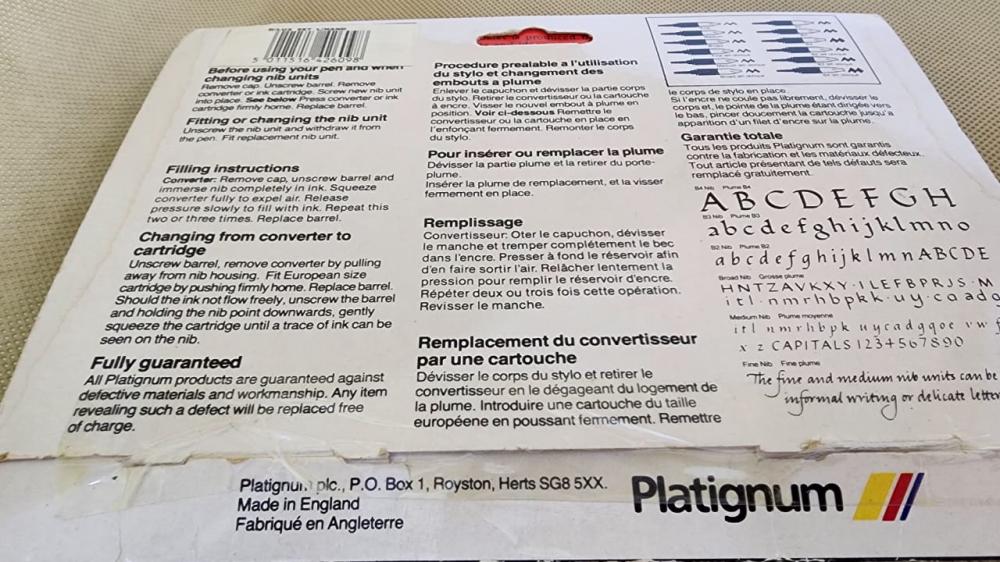 5 011516 426098
Before using your pen and when
changing nib units
Remove cap. Unscrew barrel. Remove
converter or ink cartridge. Screw new nib unit
into place. See below Press converter or ink
cartridge firmly home. Replace barrel.
Fitting or changing the nib unit
Unscrew the nib unit and withdraw it from
the pen. Fit replacement nib unit.
Filling instructions
Converter: Remove cap, unscrew barrel and
immerse nib completely in ink. Squeeze
converter fully to expel air. Release
pressure slowly to fill with ink. Repeat this
two or three times. Replace barrel.
Changing from converter to
cartridge
Unscrew barrel, remove converter by pulling
away from nib housing. Fit European size
cartridge by pushing firmly home. Replace barrel.
Should the ink not flow freely, unscrew the barrel
and holding the nib point downwards, gently
squeeze the cartridge until a trace of ink can be
seen on the nib.
Fully guaranteed
All Platignum products are guaranteed against
defective materials and workmanship. Any item
revealing such a defect will be replaced free
of charge.
Procedure prealable a l'utilisation
du stylo et changement des
embouts a plume
Enlever le capuchon et dévisser la partie corps
du stylo. Retirer le convertisseur ou la cartouche
à encre. Visser le nouvel embout à plume en
position. Voir ci-dessous Remettre le
convertisseur ou la cartouche en place en
l'enfonçant fermement. Remonter le corps
du stylo.
Pour insérer ou remplacer la plume
Dévisser la partie plume et la retirer du porte-
plume.
Insérer la plume de remplacement, et la visser
fermement en place.
Remplissage
Convertisseur: Oter le capuchon, dévisser
le manche et tremper complétement le bec
dans l'encre. Presser à fond le réservoir afin
d'en faire sortir l'air. Relâcher lentement la
pression pour remplir le réservoir d'encre.
Répéter deux ou trois fois cette opération.
Revisser le manche.
Remplacement du convertisseur
par une cartouche
Dévisser le corps du stylo et retirer le
convertisseur en le dégageant du logement de
la plume. Introduire une cartouche du taille
européene en poussant fermement. Remettre
le corps de stylo en place.
Si l'encre ne coule pas librement, dévisser le
corps et, le pointe de la plume étant dirigée vers
le bas, pincer doucement la cartouche jusqu'a
apparition d'un filet d'encre sur la plume.
Garantie totale
Tous les produits Platignum sont garantis
contre la fabrication et les matériaux défecteux.
Tout article présentant de tels défauts sera
remplacé gratuitement.
B4 Nib Plume B4
ABCDEFGH
B3 Nib Plume B3
abcdefghijklmno
B2 Nib Plume B2
abcdefghijklmnABCDE
Broad Nib Grosse plume
HNTZAVKXY·ILEFBPRJS·M
itl·nmrhbpkk·uy·caadg
Medium Nib Plume moyenne
itl nmrhbpk uycadgqoe vw
x z CAPITALS 1234567890
Fine Nib Fine plume
The fine and medium nib units can be
informal writing or delicate
Platignum plc., P.O. Box 1, Royston, Herts SG8 5XX.
Made in England
Fabriqué en Angleterre
Platignum